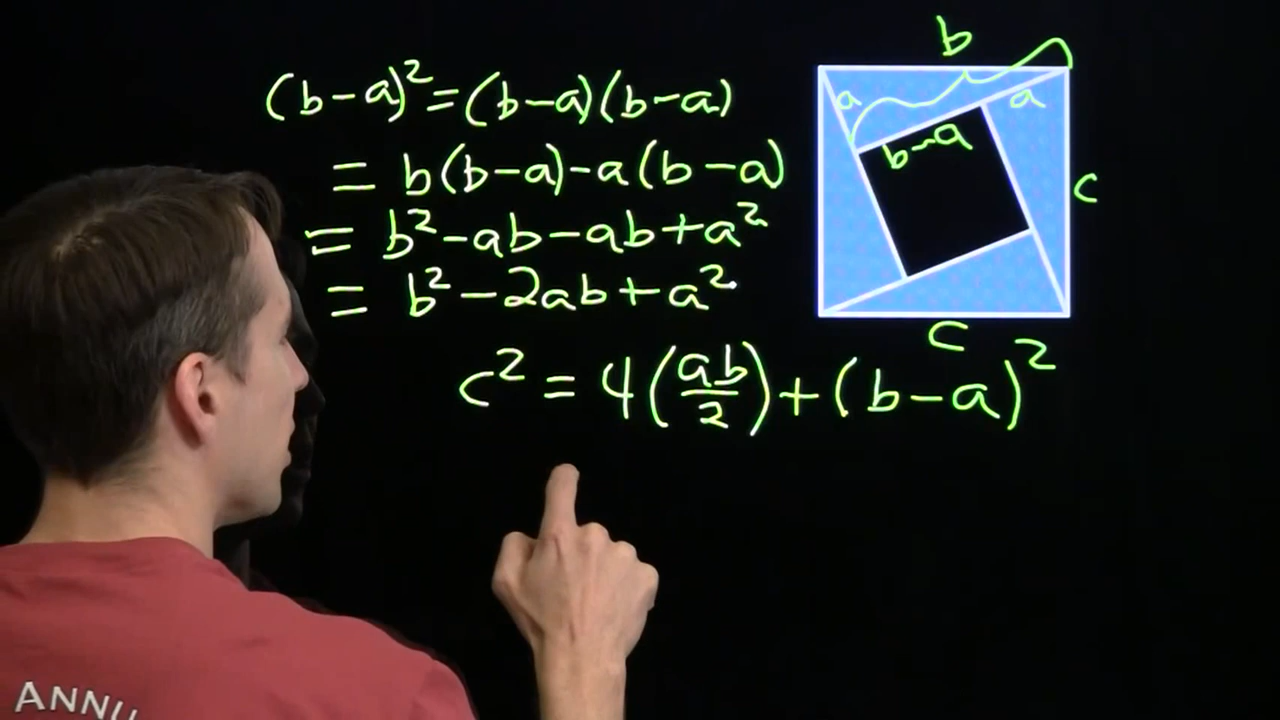 (b-a)² = (b-a)(b-a)
= b(b-a)-a(b-a)
= b²-ab-ab+a²
= b²-2ab+a²
c² = 4(ab/2)+(b-a)²
b
a
a
b-a
c
c
ANNU